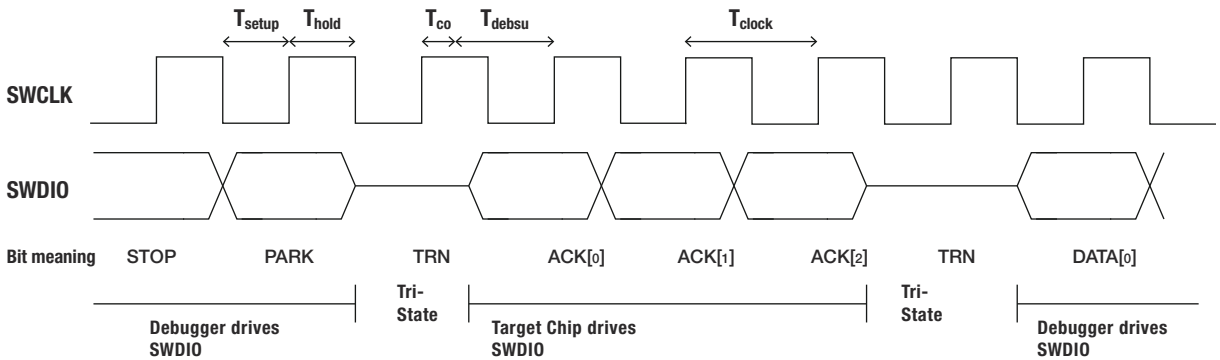 Tsetup Thold Tco Tdebsu Tclock
SWCLK
SWDIO
Bit meaning STOP PARK TRN ACK[0] ACK[1] ACK[2] TRN DATA[0]
Debugger drives
SWDIO
Tri-
State
Target Chip drives
SWDIO
Tri-
State
Debugger drives
SWDIO